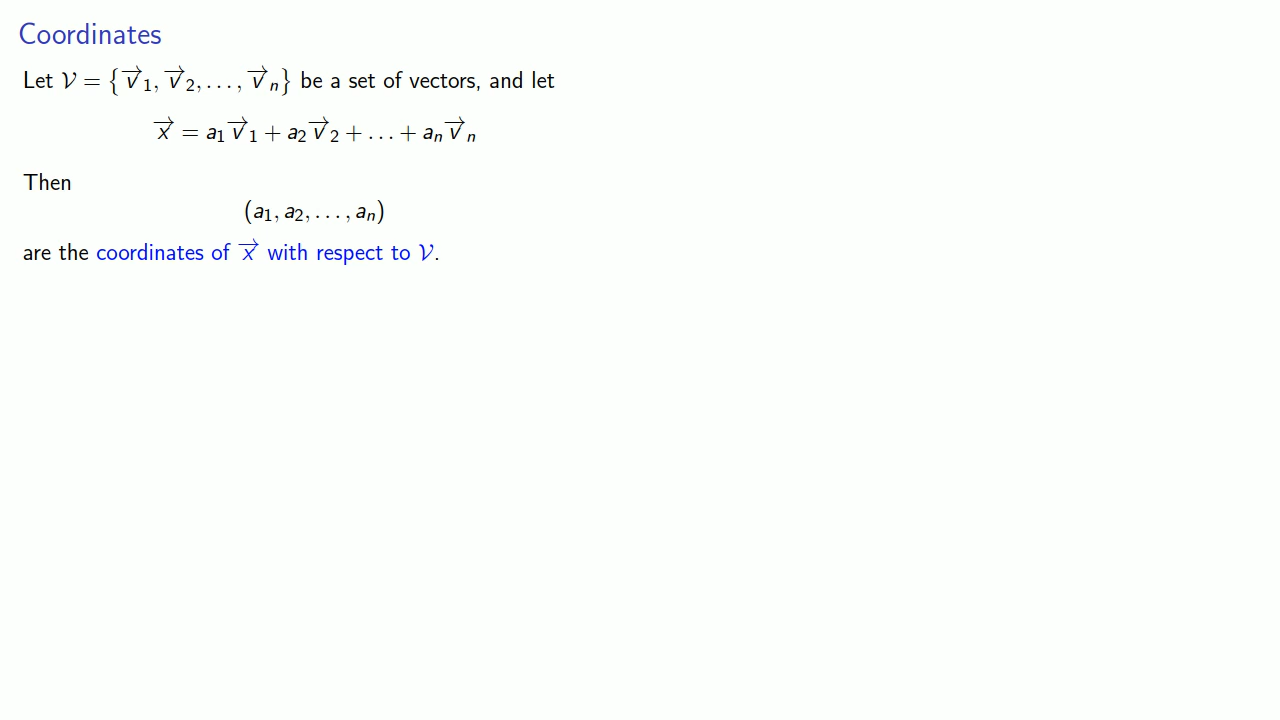 Coordinates
Let 𝒱 = {v⃗₁, v⃗₂, …, v⃗ₙ} be a set of vectors, and let
x⃗ = a₁v⃗₁ + a₂v⃗₂ + … + aₙv⃗ₙ
Then
(a₁, a₂, …, aₙ)
are the coordinates of x⃗ with respect to 𝒱.